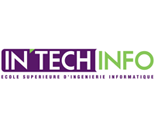 IN'TECH INFO
ECOLE SUPERIEURE D'INGENIERIE INFORMATIQUE